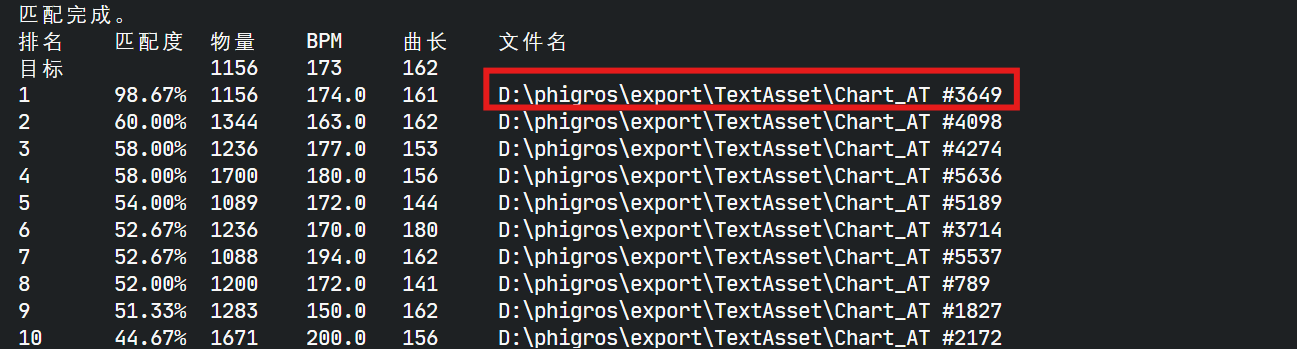 匹配完成。
排名 匹配度 物量 BPM 曲长 文件名
目标 1156 173 162
1 98.67% 1156 174.0 161 D:\phigros\export\TextAsset\Chart_AT #3649
2 60.00% 1344 163.0 162 D:\phigros\export\TextAsset\Chart_AT #4098
3 58.00% 1236 177.0 153 D:\phigros\export\TextAsset\Chart_AT #4274
4 58.00% 1700 180.0 156 D:\phigros\export\TextAsset\Chart_AT #5636
5 54.00% 1089 172.0 144 D:\phigros\export\TextAsset\Chart_AT #5189
6 52.67% 1236 170.0 180 D:\phigros\export\TextAsset\Chart_AT #3714
7 52.67% 1088 194.0 162 D:\phigros\export\TextAsset\Chart_AT #5537
8 52.00% 1200 172.0 141 D:\phigros\export\TextAsset\Chart_AT #789
9 51.33% 1283 150.0 162 D:\phigros\export\TextAsset\Chart_AT #1827
10 44.67% 1671 200.0 156 D:\phigros\export\TextAsset\Chart_AT #2172